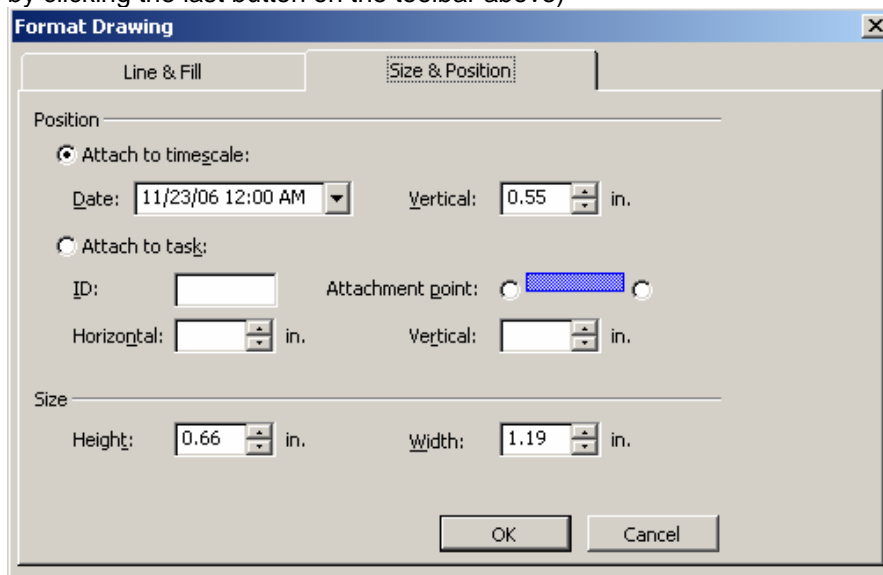 by clicking the last button on the toolbar above)
Format Drawing
Line & Fill Size & Position
Position
Attach to timescale:
Date: 11/23/06 12:00 AM Vertical: 0.55 in.
Attach to task:
ID: Attachment point:
Horizontal: in. Vertical: in.
Size
Height: 0.66 in. Width: 1.19 in.
OK Cancel